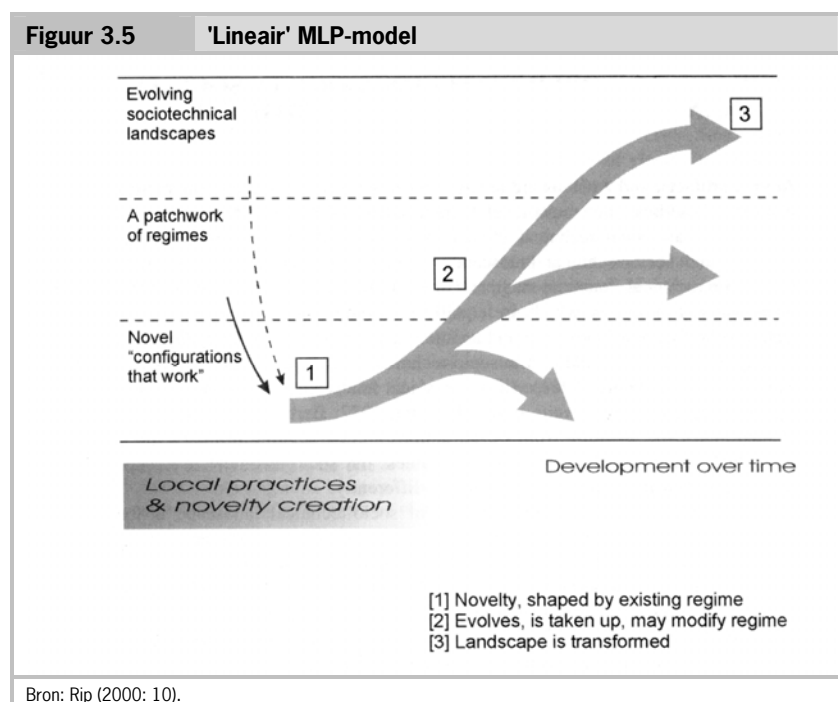 Figuur 3.5 'Lineair' MLP-model
Evolving
sociotechnical
landscapes
3
A patchwork
of regimes
2
Novel
"configurations
that work"
1
Development over time
Local practices
& novelty creation
[1] Novelty, shaped by existing regime
[2] Evolves, is taken up, may modify regime
[3] Landscape is transformed
Bron: Rip (2000: 10).